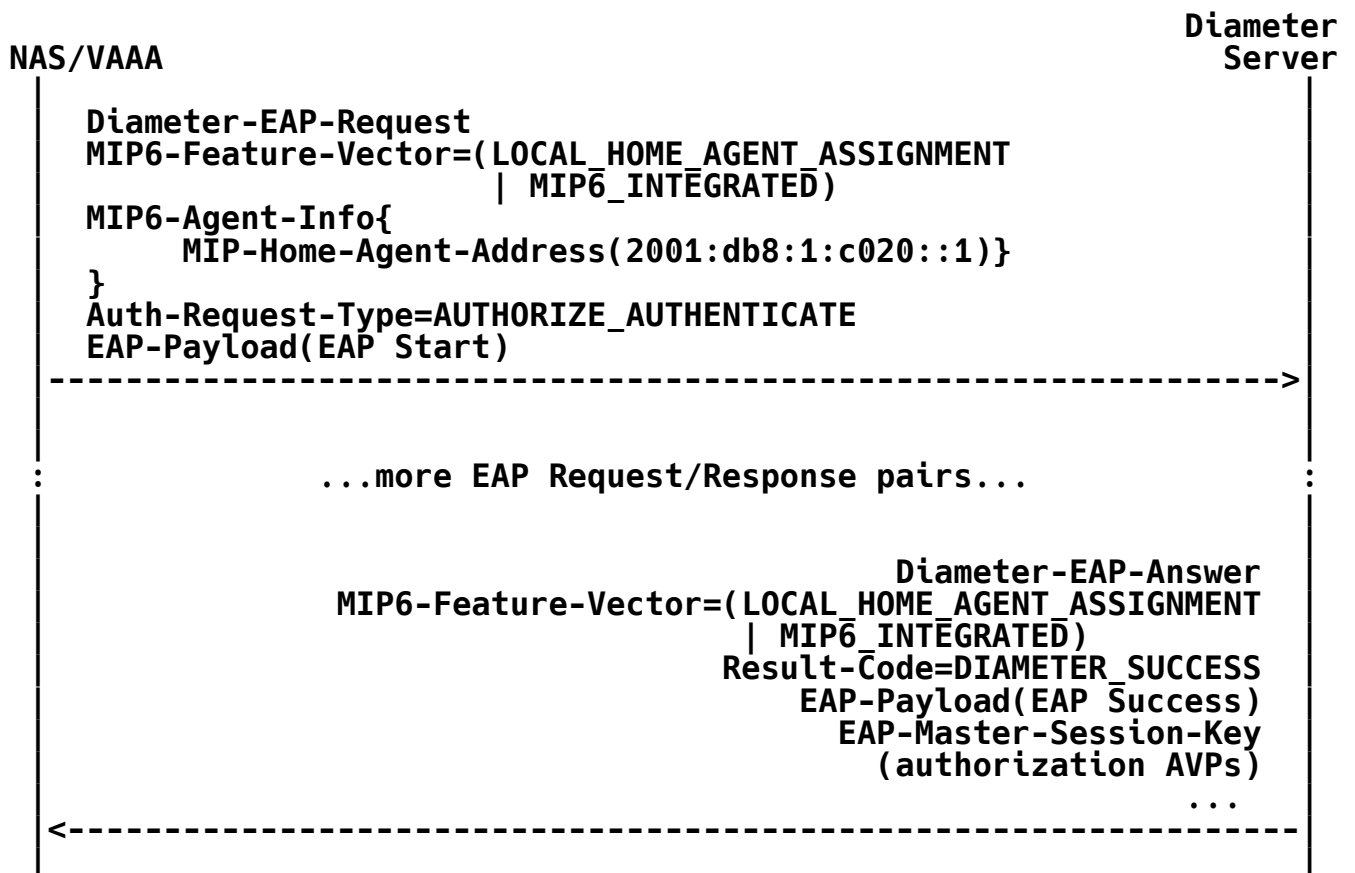 Diameter
NAS/VAAA Server
Diameter-EAP-Request
MIP6-Feature-Vector=(LOCAL_HOME_AGENT_ASSIGNMENT
| MIP6_INTEGRATED)
MIP6-Agent-Info{
MIP-Home-Agent-Address(2001:db8:1:c020::1)}
}
Auth-Request-Type=AUTHORIZE_AUTHENTICATE
EAP-Payload(EAP Start)
...more EAP Request/Response pairs...
Diameter-EAP-Answer
MIP6-Feature-Vector=(LOCAL_HOME_AGENT_ASSIGNMENT
| MIP6_INTEGRATED)
Result-Code=DIAMETER_SUCCESS
EAP-Payload(EAP Success)
EAP-Master-Session-Key
(authorization AVPs)
...